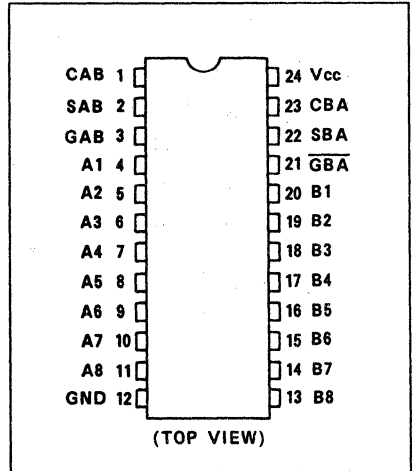 CAB 1 24 Vcc
SAB 2 23 CBA
GAB 3 22 SBA
A1 4 21 G̅B̅A̅
A2 5 20 B1
A3 6 19 B2
A4 7 18 B3
A5 8 17 B4
A6 9 16 B5
A7 10 15 B6
A8 11 14 B7
GND 12 13 B8
(TOP VIEW)